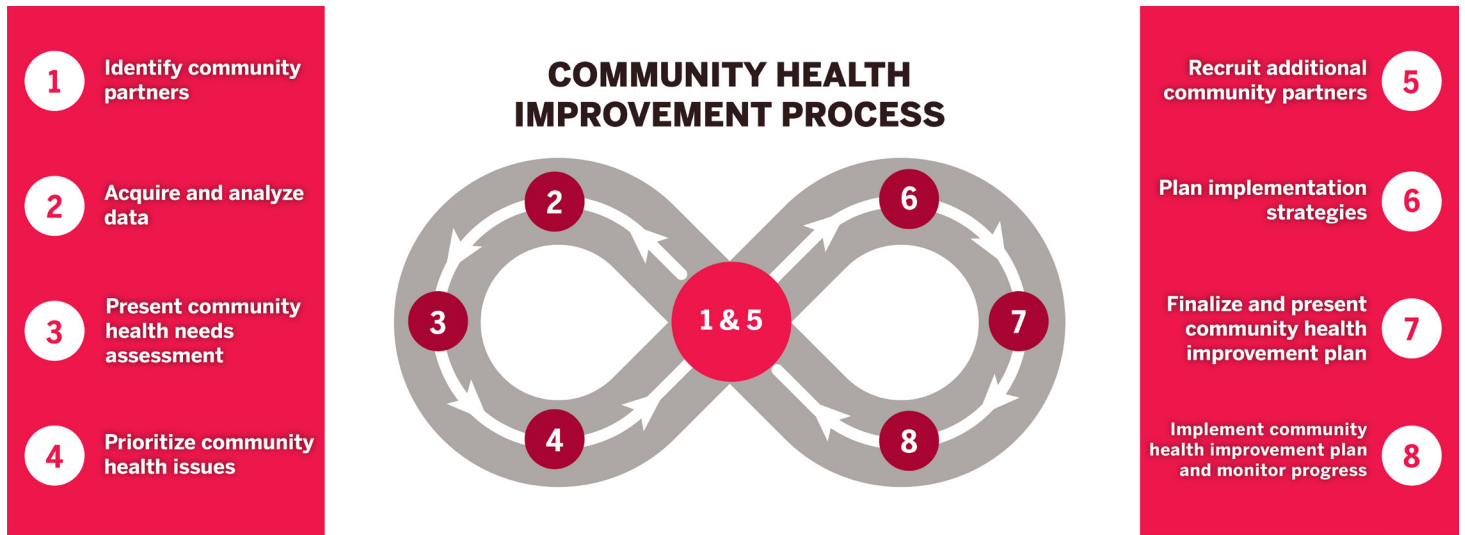 1
Identify community
partners
2
Acquire and analyze
data
3
Present community
health needs
assessment
4
Prioritize community
health issues
COMMUNITY HEALTH
IMPROVEMENT PROCESS
2
6
3
1 & 5
7
4
8
Recruit additional
community partners
5
Plan implementation
strategies
6
Finalize and present
community health
improvement plan
7
Implement community
health improvement plan
and monitor progress
8